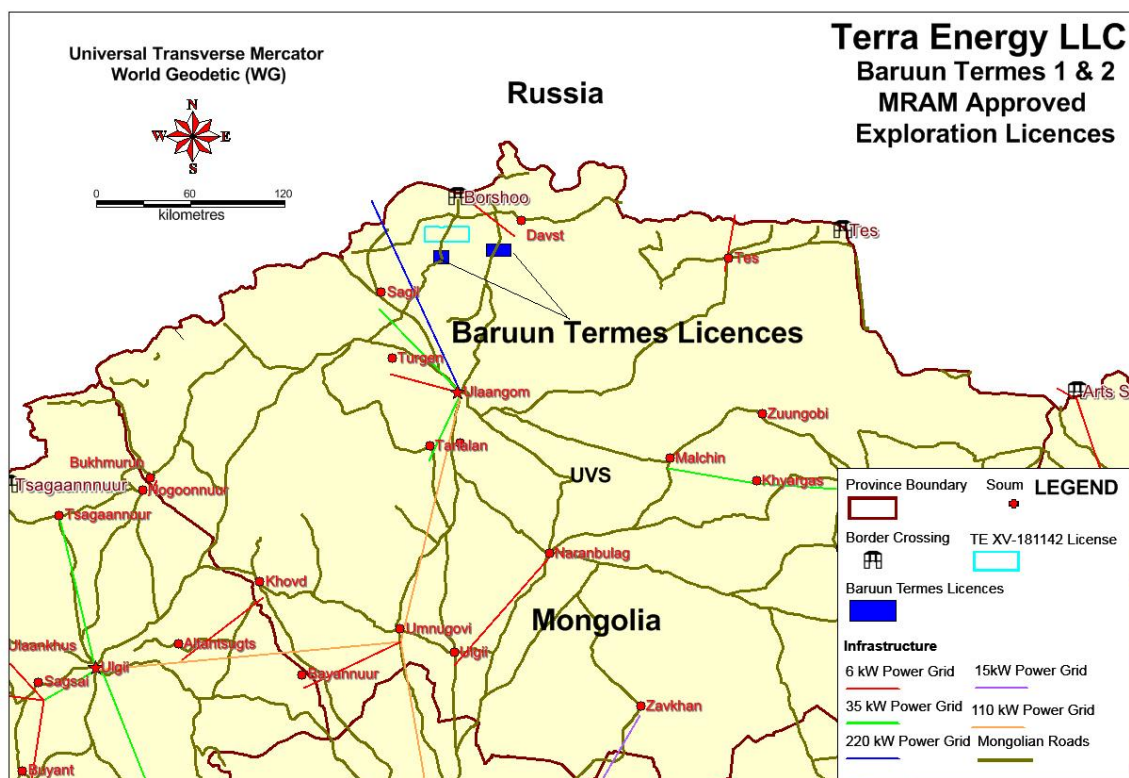 Universal Transverse Mercator
World Geodetic (WG)
N
W
E
S
0 60 120
kilometres
Terra Energy LLC
Baruun Termes 1 & 2
MRAM Approved
Exploration Licences
Russia
Borshoo
Davst
Tes
Tes
Sagil
Baruun Termes Licences
Turgen
Ulaangom
Arts S
Zuungobi
Tarialan
Malchin
Bukhmurun
UVS
Khyargas
Tsagaannnuur
Nogoonnuur
Tsagaannuur
Naranbulag
Khovd
Mongolia
Umnugovi
Ulaankhus
Altantsugts
Ulgii
Ulgii
Sagsai
Bayannuur
Zavkhan
Buyant
LEGEND
Province Boundary
Soum
Border Crossing
TE XV-181142 License
Baruun Termes Licences
Infrastructure
6 kW Power Grid
15kW Power Grid
35 kW Power Grid
110 kW Power Grid
220 kW Power Grid
Mongolian Roads